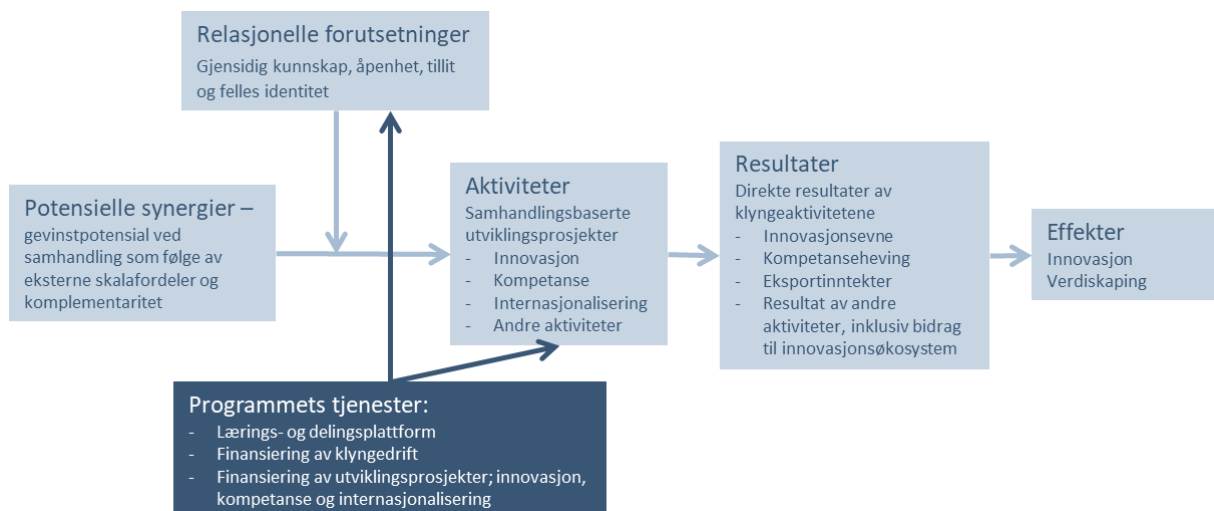 Relasjonelle forutsetninger
Gjensidig kunnskap, åpenhet, tillit
og felles identitet
Potensielle synergier –
gevinstpotensial ved
samhandling som følge av
eksterne skalafordeler og
komplementaritet
Aktiviteter
Samhandlingsbaserte
utviklingsprosjekter
- Innovasjon
- Kompetanse
- Internasjonalisering
- Andre aktiviteter
Resultater
Direkte resultater av
klyngeaktivitetene
- Innovasjonsevne
- Kompetanseheving
- Eksportinntekter
- Resultat av andre
aktiviteter, inklusiv bidrag
til innovasjonsøkosystem
Effekter
Innovasjon
Verdiskaping
Programmets tjenester:
- Lærings- og delingsplattform
- Finansiering av klyngedrift
- Finansiering av utviklingsprosjekter; innovasjon,
kompetanse og internasjonalisering